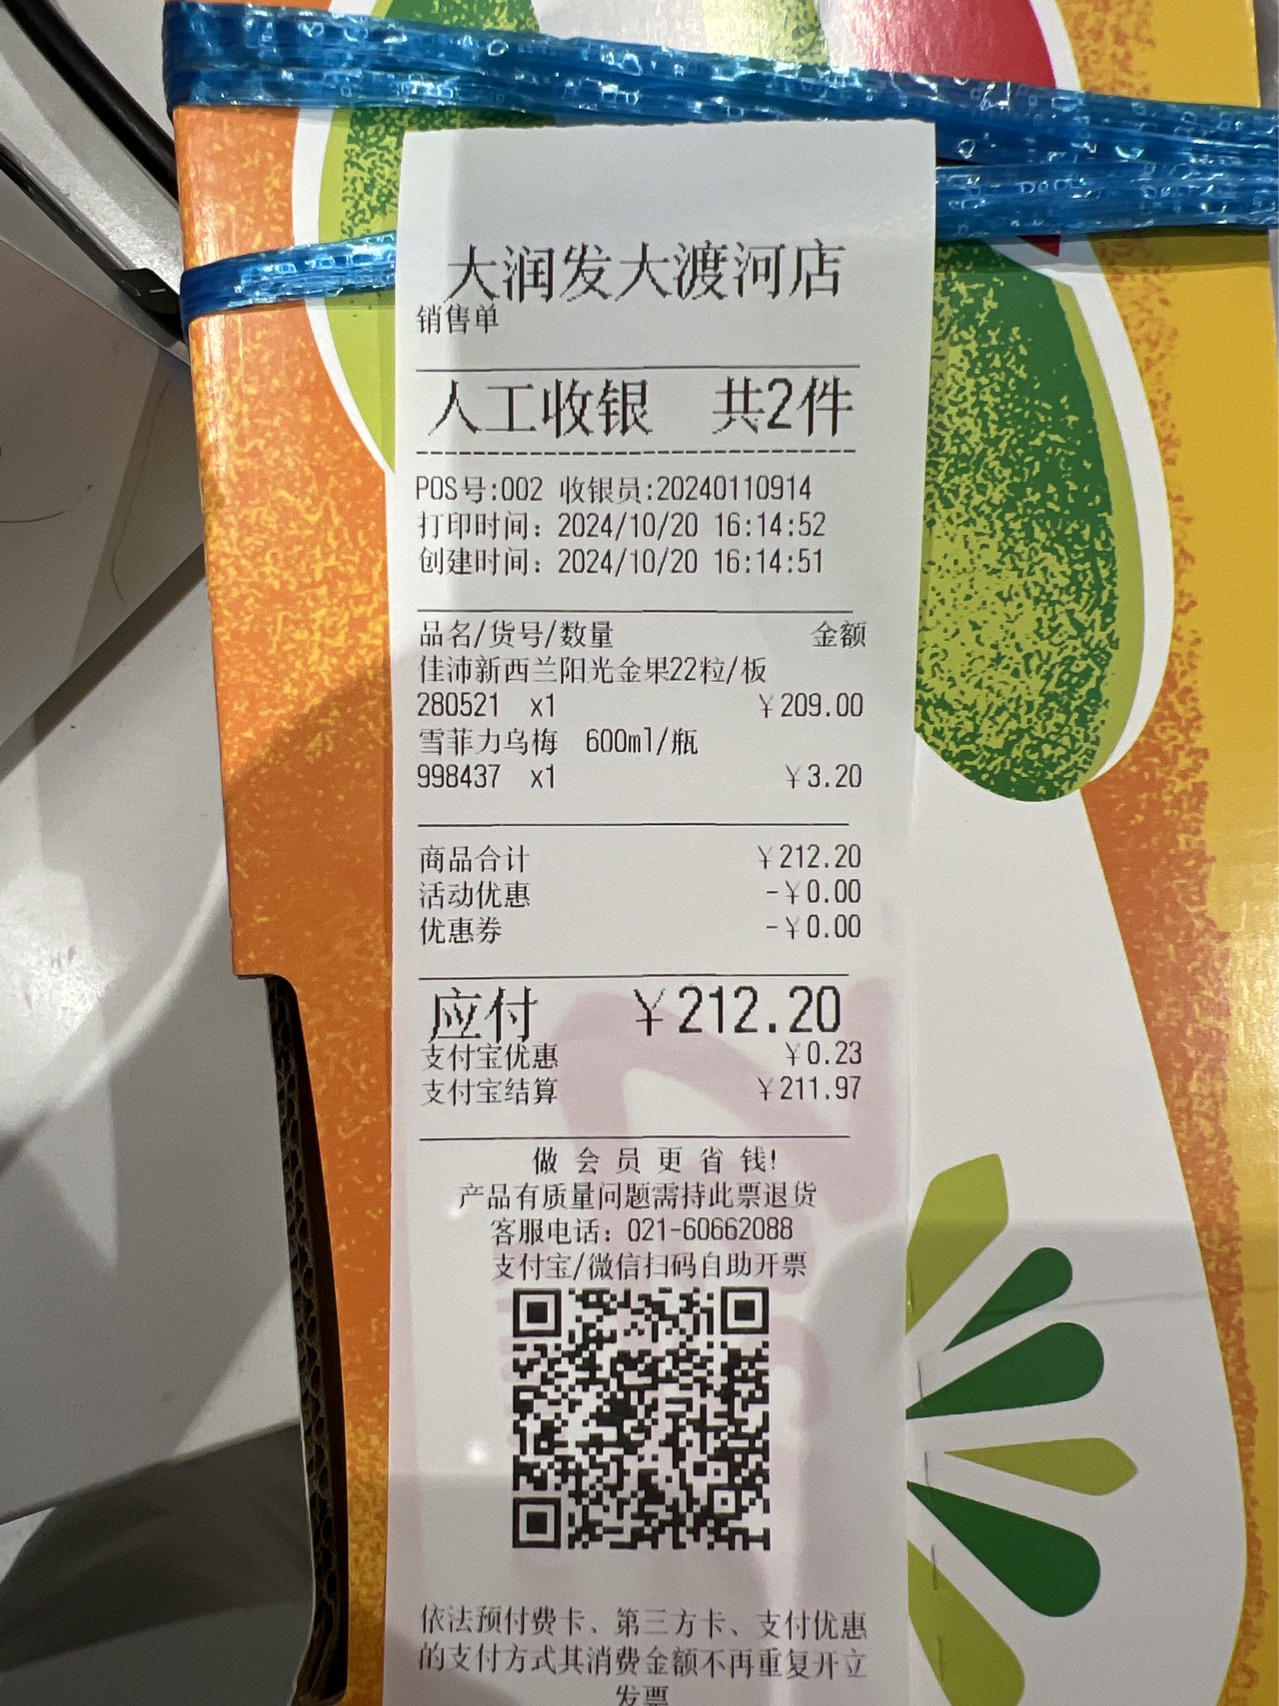 大润发大渡河店
销售单
人工收银 共2件
POS号:002 收银员:20240110914
打印时间: 2024/10/20 16:14:52
创建时间: 2024/10/20 16:14:51
品名/货号/数量 金额
佳沛新西兰阳光金果22粒/板
280521 x1 ¥209.00
雪菲力乌梅 600ml/瓶
998437 x1 ¥3.20
商品合计 ¥212.20
活动优惠 -¥0.00
优惠券 -¥0.00
应付 ¥212.20
支付宝优惠 ¥0.23
支付宝结算 ¥211.97
做会员更省钱!
产品有质量问题需持此票退货
客服电话: 021-60662088
支付宝/微信扫码自助开票
依法预付费卡、第三方卡、支付优惠
的支付方式其消费金额不再重复开立
发票